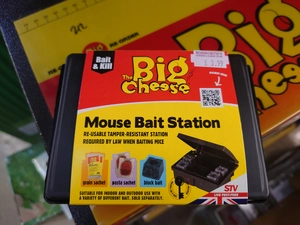 Bait
& Kill
The Big
Cheese
Mouse Bait Station
RE-USABLE TAMPER-RESISTANT STATION
REQUIRED BY LAW WHEN BAITING MICE
grain sachet
paste sachet
block bait
SUITABLE FOR INDOOR AND OUTDOOR USE WITH
A VARIETY OF DIFFERENT BAIT. SOLD SEPARATELY.
STV